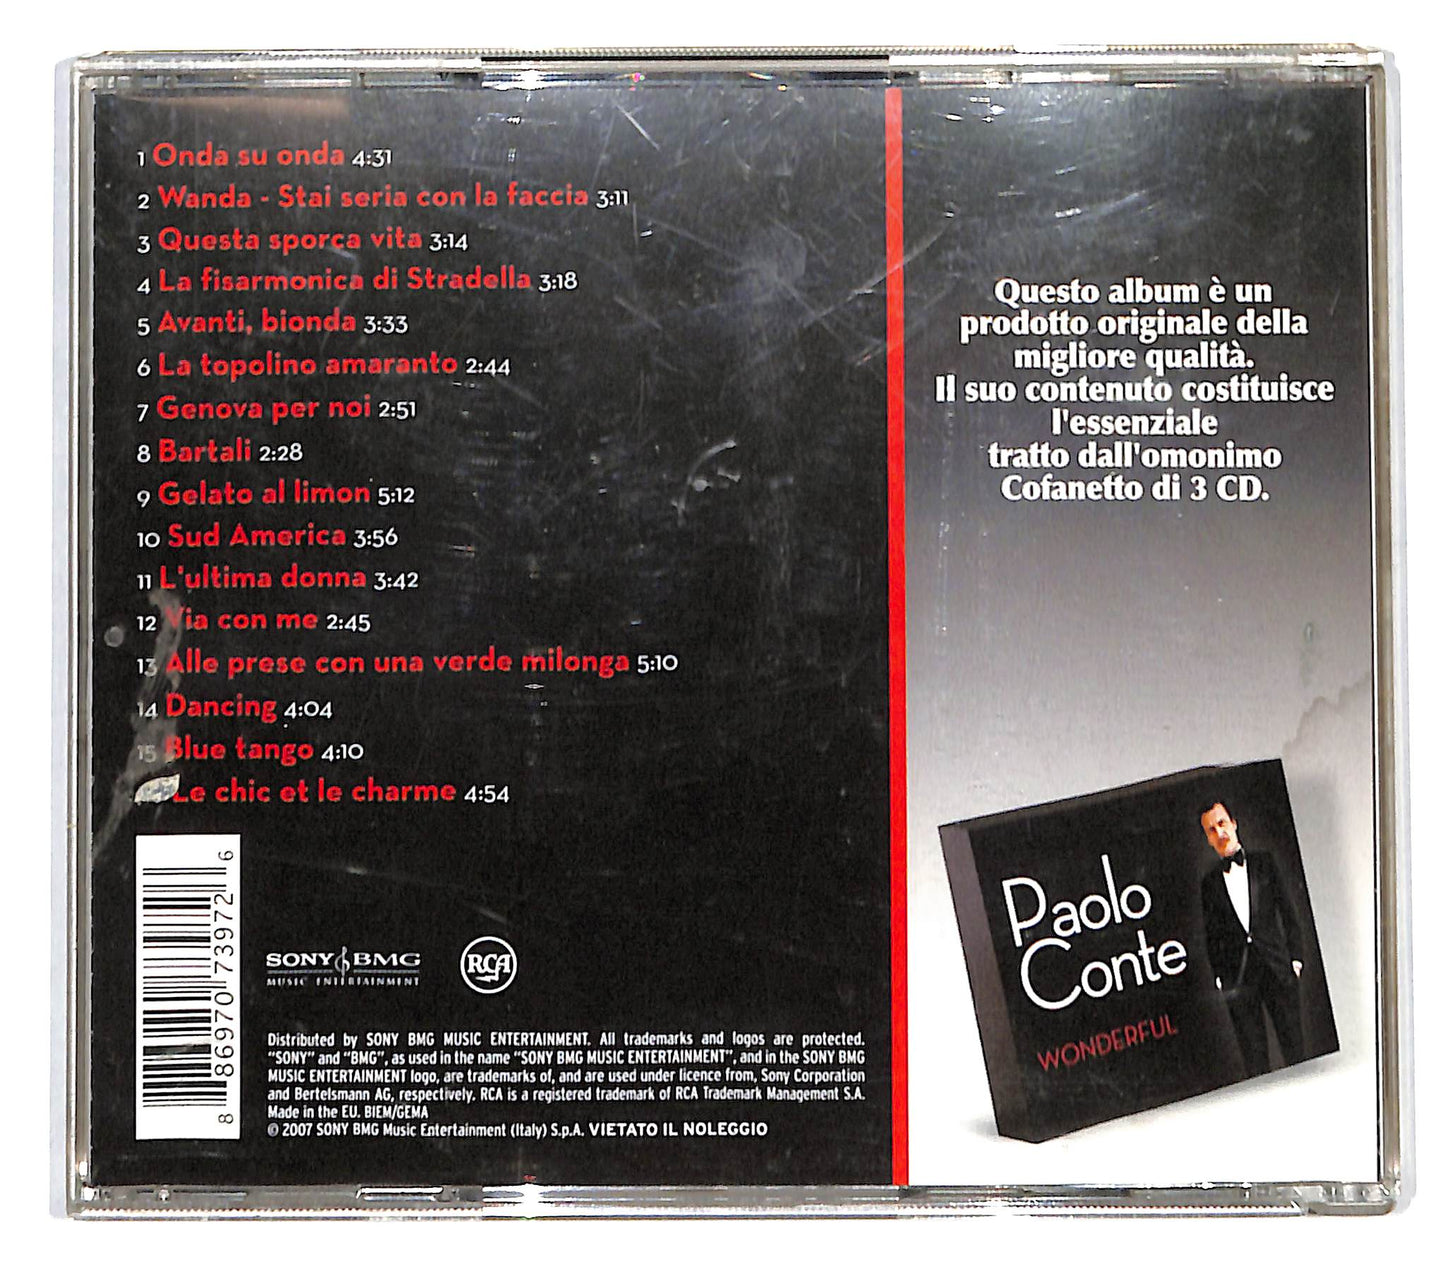 1 Onda su onda 4:31
2 Wanda - Stai seria con la faccia 3:11
3 Questa sporca vita 3:14
4 La fisarmonica di Stradella 3:18
5 Avanti, bionda 3:33
6 La topolino amaranto 2:44
7 Genova per noi 2:51
8 Bartali 2:28
9 Gelato al limon 5:12
10 Sud America 3:56
11 L'ultima donna 3:42
12 Via con me 2:45
13 Alle prese con una verde milonga 5:10
14 Dancing 4:04
15 Blue tango 4:10
Le chic et le charme 4:54
8 86970 73972 6
SONY BMG
MUSIC ENTERTAINMENT
RCA
Distributed by SONY BMG MUSIC ENTERTAINMENT. All trademarks and logos are protected.
"SONY" and "BMG", as used in the name "SONY BMG MUSIC ENTERTAINMENT", and in the SONY BMG
MUSIC ENTERTAINMENT logo, are trademarks of, and are used under licence from, Sony Corporation
and Bertelsmann AG, respectively. RCA is a registered trademark of RCA Trademark Management S.A.
Made in the EU. BIEM/GEMA
© 2007 SONY BMG Music Entertainment (Italy) S.p.A. VIETATO IL NOLEGGIO
Questo album è un
prodotto originale della
migliore qualità.
Il suo contenuto costituisce
l'essenziale
tratto dall'omonimo
Cofanetto di 3 CD.
Paolo
Conte
WONDERFUL